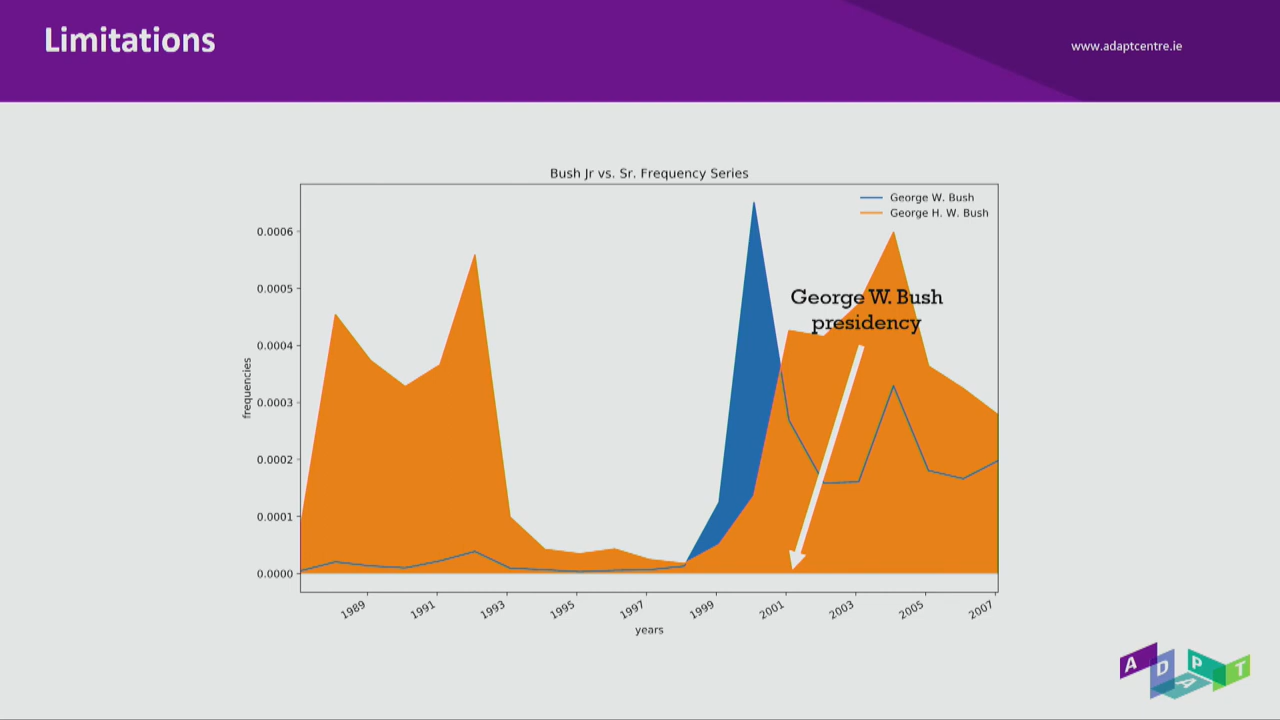 Limitations
www.adaptcentre.ie
Bush Jr vs. Sr. Frequency Series
George W. Bush
George H. W. Bush
0.0006
0.0005
0.0004
0.0003
0.0002
0.0001
0.0000
frequencies
George W. Bush
presidency
1989
1991
1993
1995
1997
1999
2001
2003
2005
2007
years
ADAPT